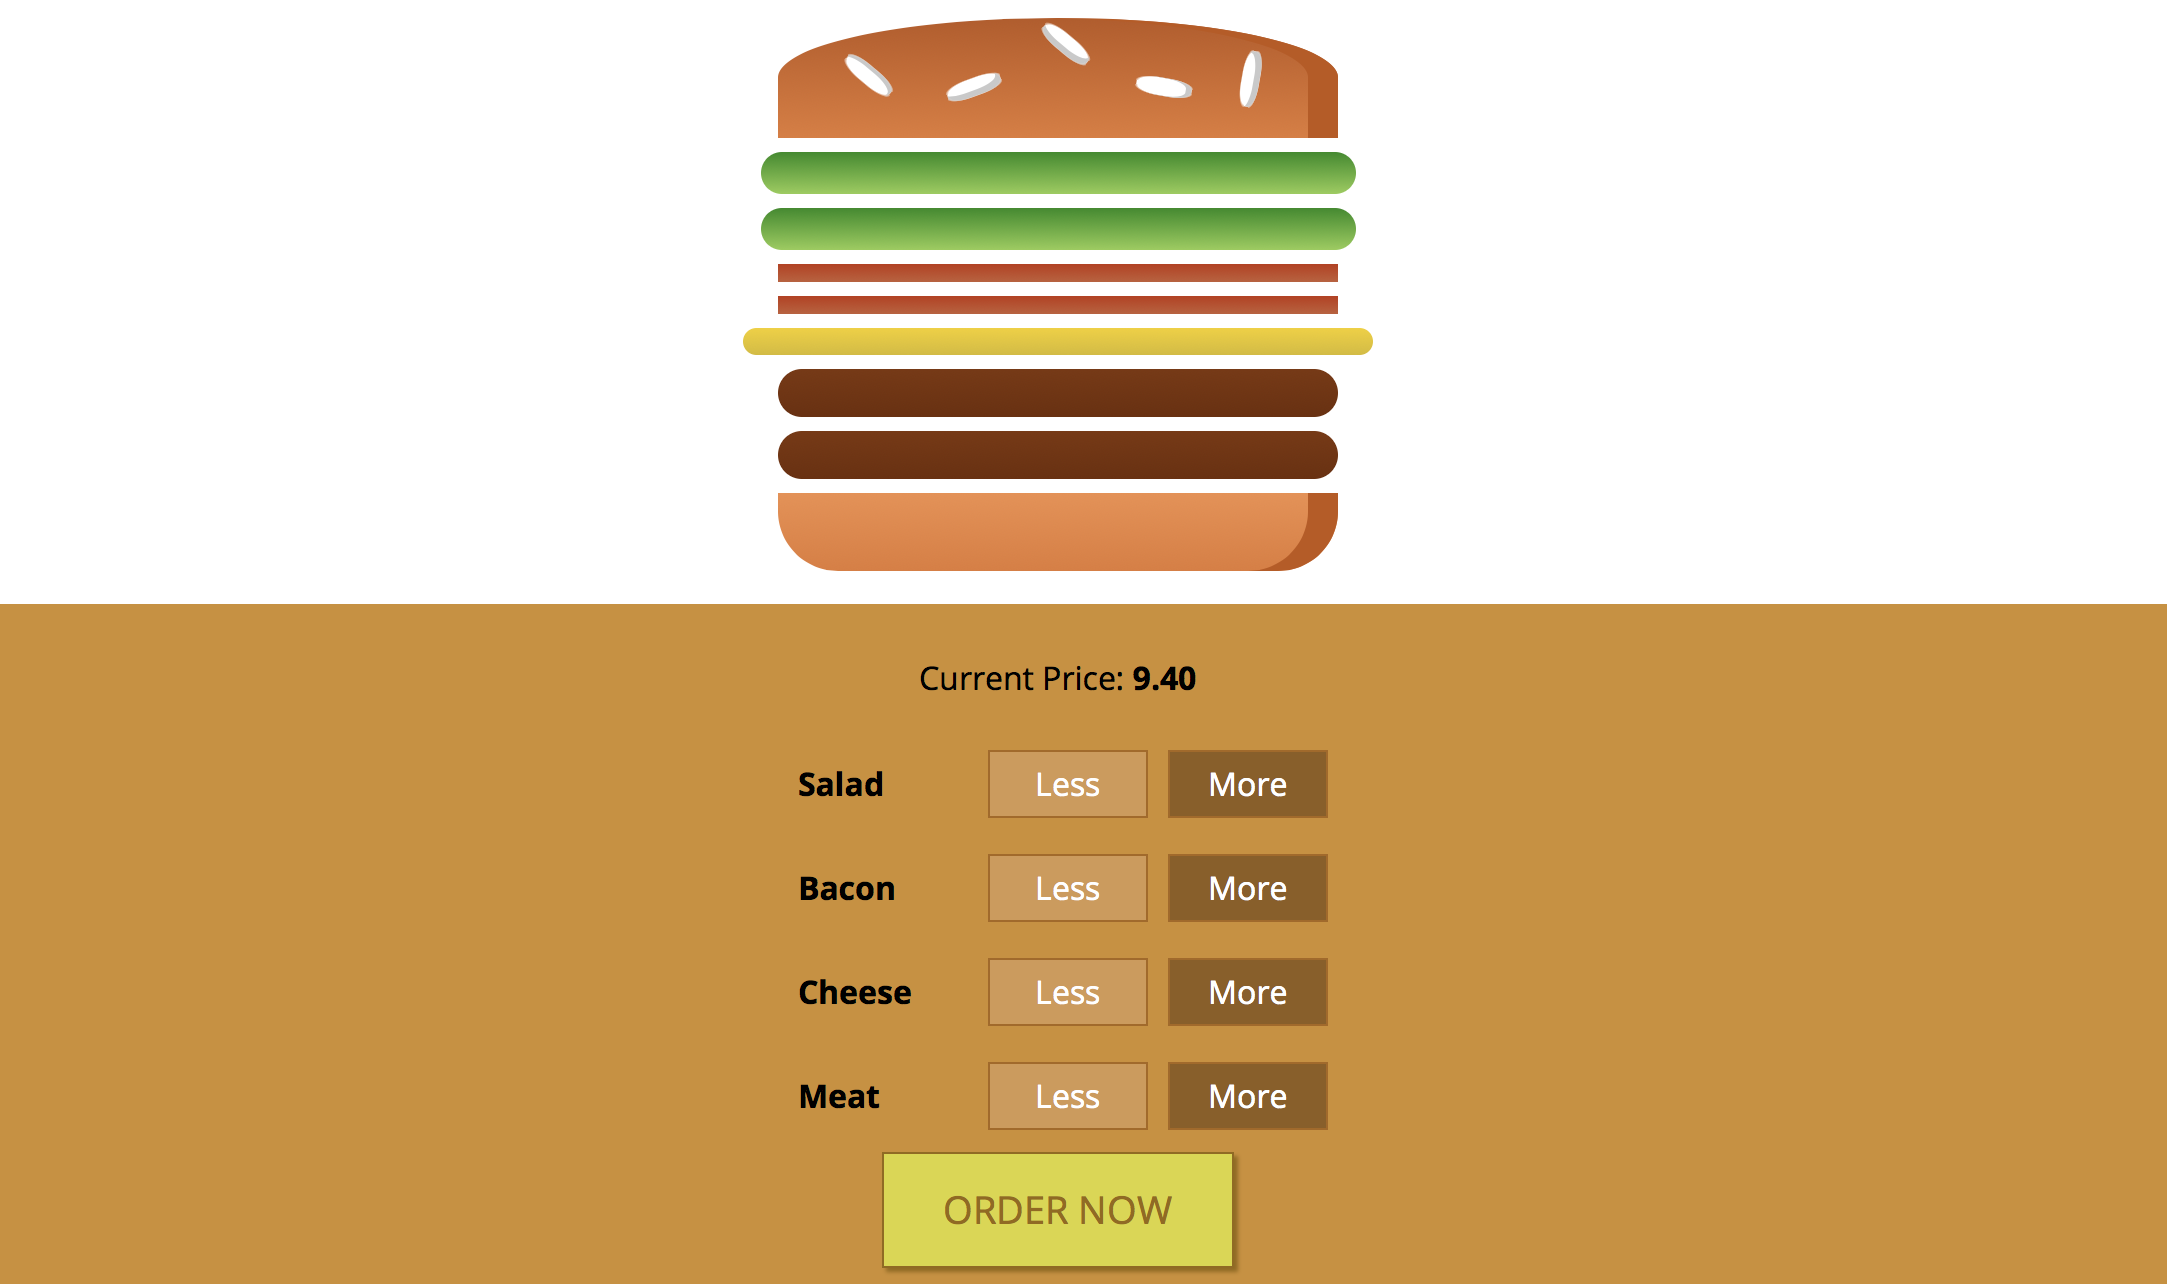 Current Price: 9.40
Salad Less More
Bacon Less More
Cheese Less More
Meat Less More
ORDER NOW